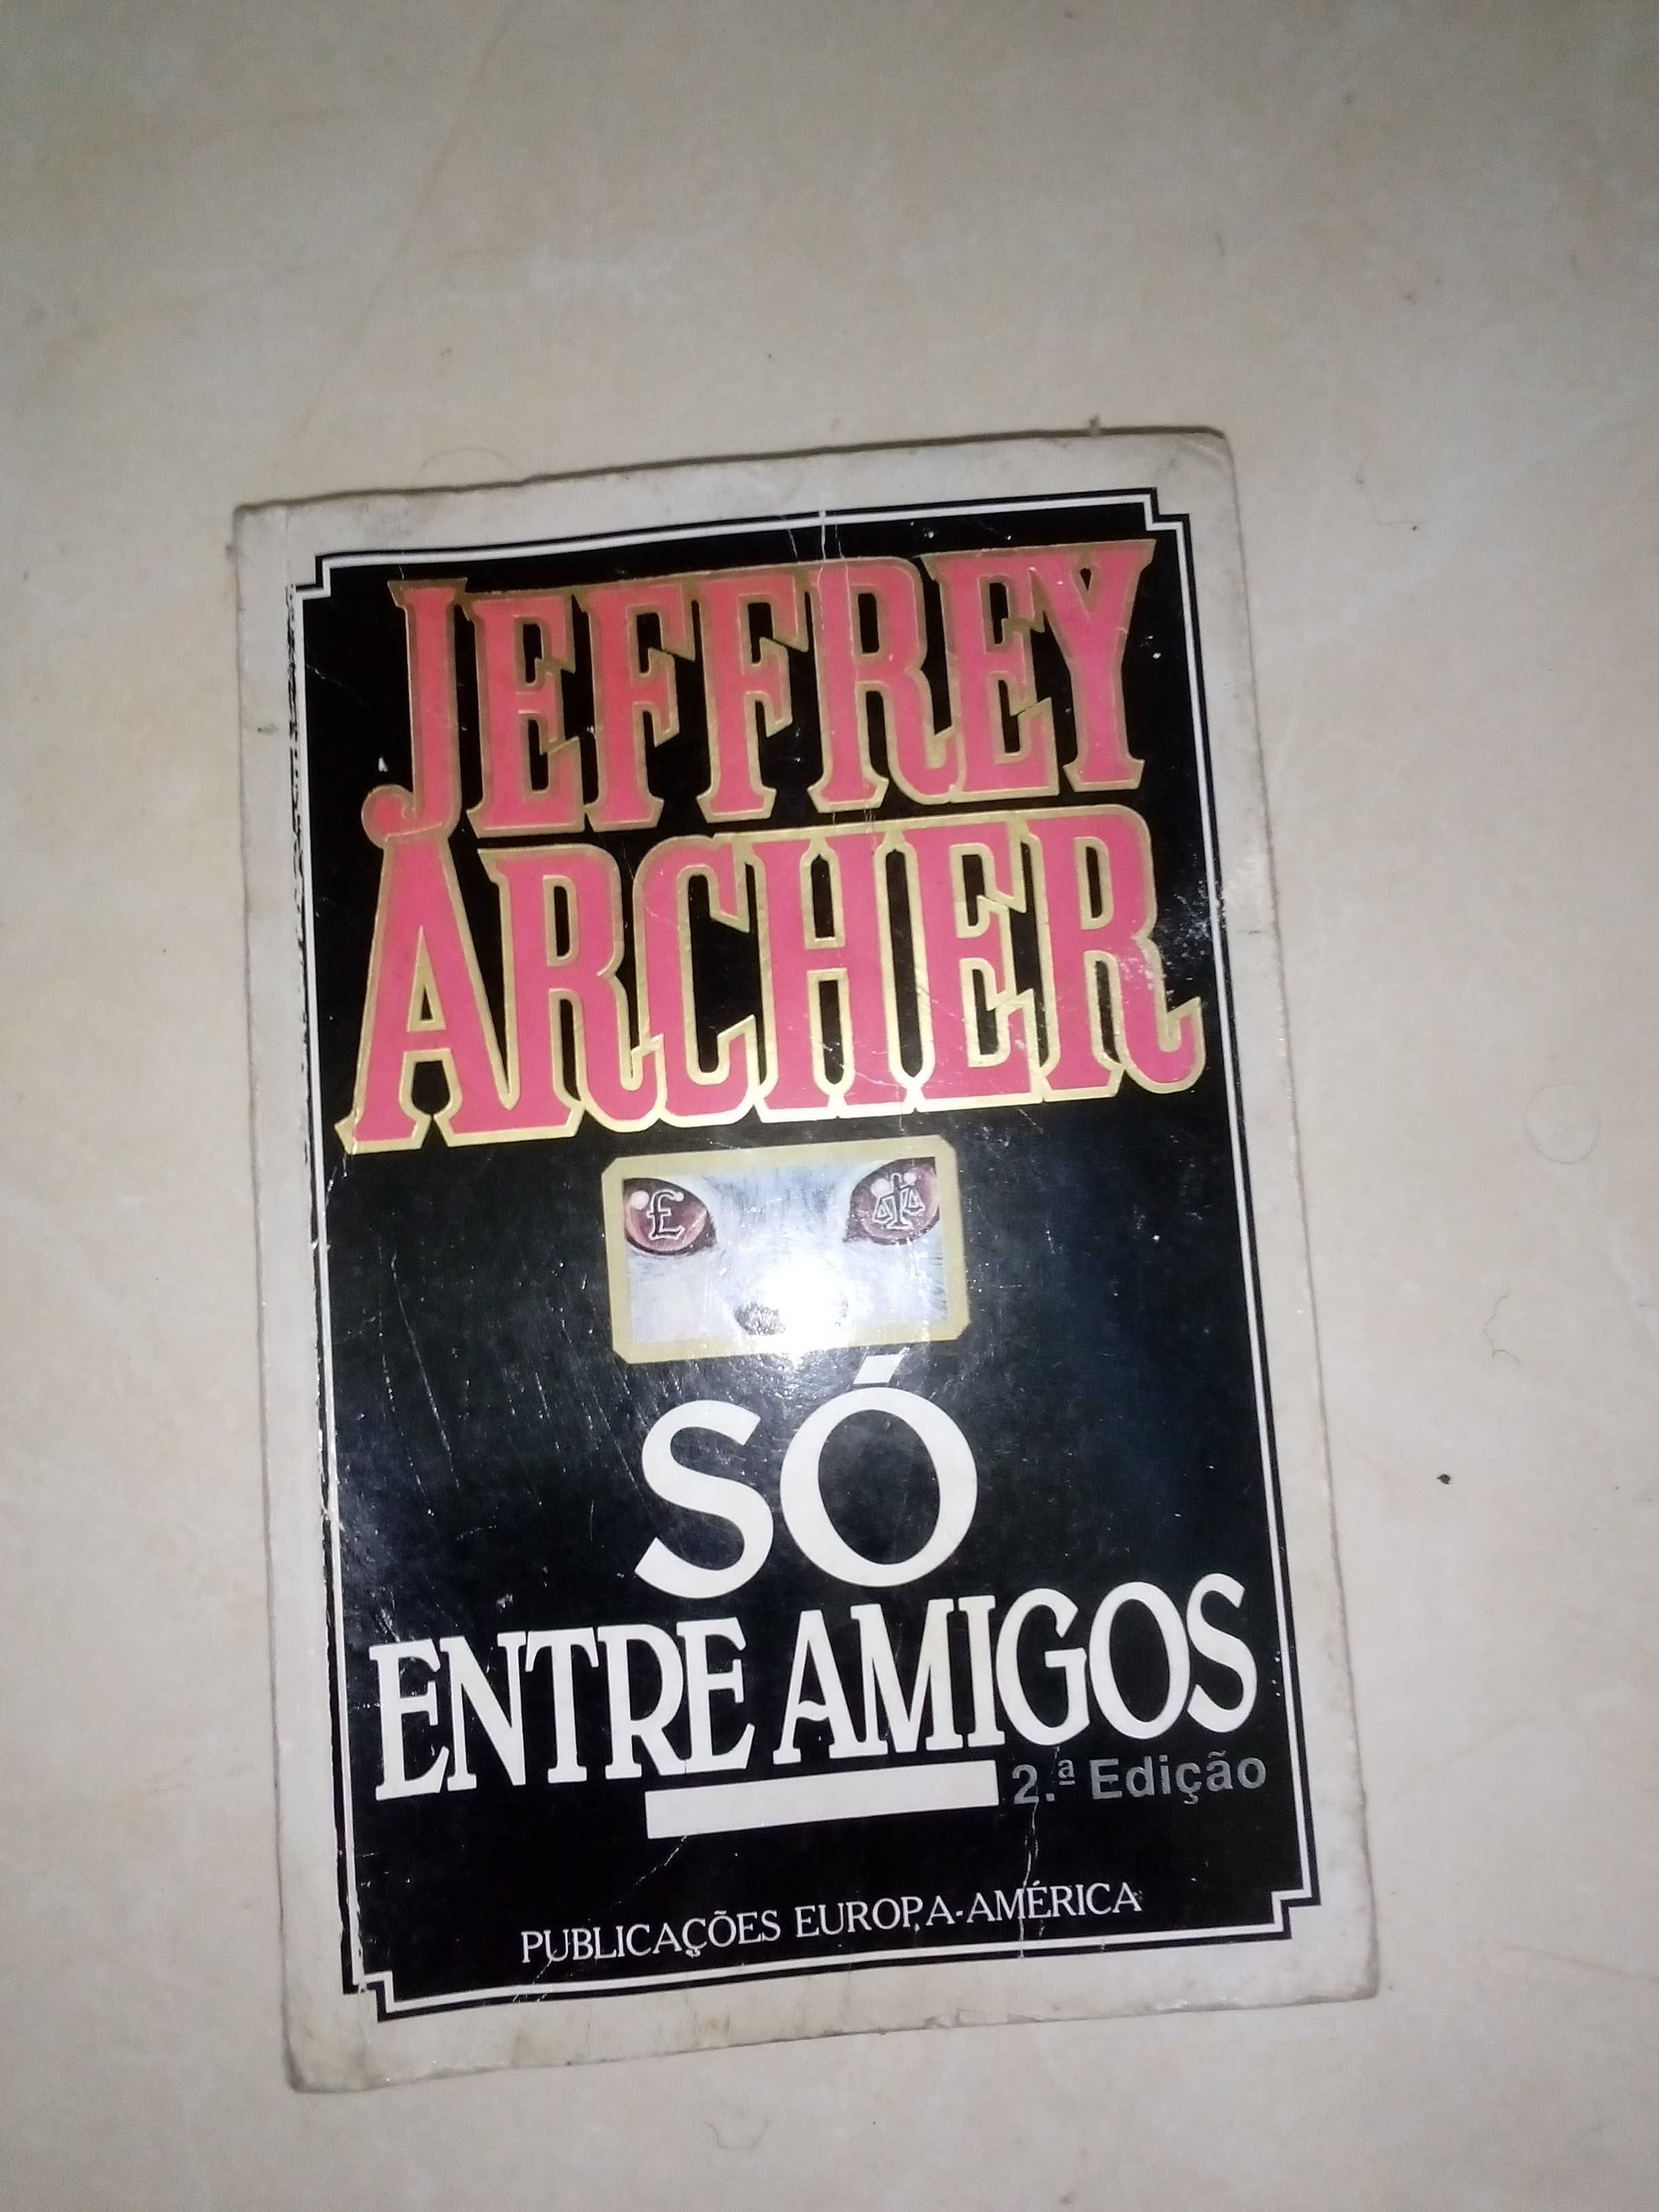 JEFFREY
ARCHER
£
SÓ
ENTRE AMIGOS
2.ª Edição
PUBLICAÇÕES EUROPA-AMÉRICA